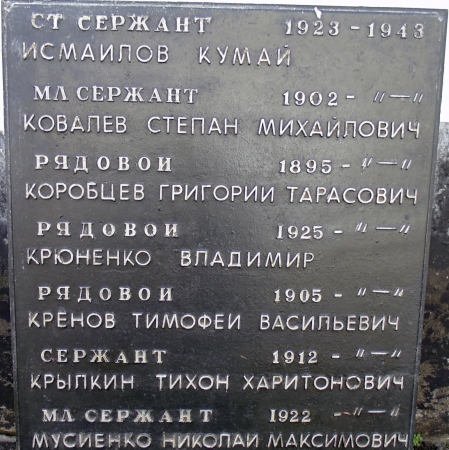 СТ СЕРЖАНТ 1923-1943
ИСМАИЛОВ КУМАЙ
МЛ СЕРЖАНТ 1902- "—"
КОВАЛЕВ СТЕПАН МИХАЙЛОВИЧ
РЯДОВОИ 1895- "—"
КОРОБЦЕВ ГРИГОРИИ ТАРАСОВИЧ
РЯДОВОИ 1925- "—"
КРЮНЕНКО ВЛАДИМИР
РЯДОВОИ 1905- "—"
КРЕНОВ ТИМОФЕИ ВАСИЛЬЕВИЧ
СЕРЖАНТ 1912- "—"
КРЫПКИН ТИХОН ХАРИТОНОВИЧ
МЛ СЕРЖАНТ 1922- "—"
МУСИЕНКО НИКОЛАИ МАКСИМОВИЧ